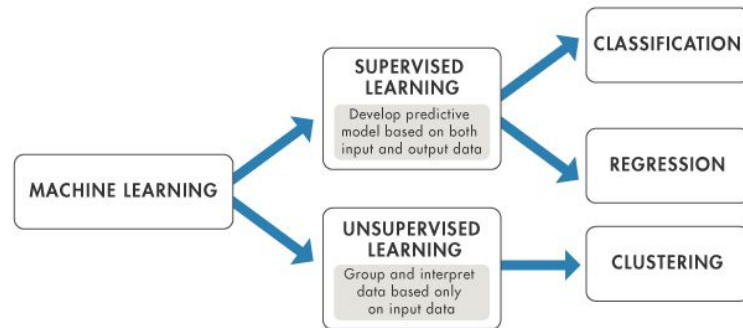 MACHINE LEARNING
SUPERVISED
LEARNING
Develop predictive
model based on both
input and output data
UNSUPERVISED
LEARNING
Group and interpret
data based only
on input data
CLASSIFICATION
REGRESSION
CLUSTERING